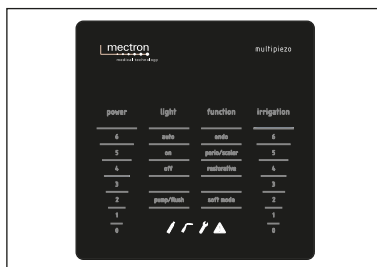 mectron multipiezo
medical technology
power light function irrigation
6 auto endo 6
5 on perio/scaler 5
4 off restorative 4
3 3
2 pump/flush soft mode 2
1 1
0 0